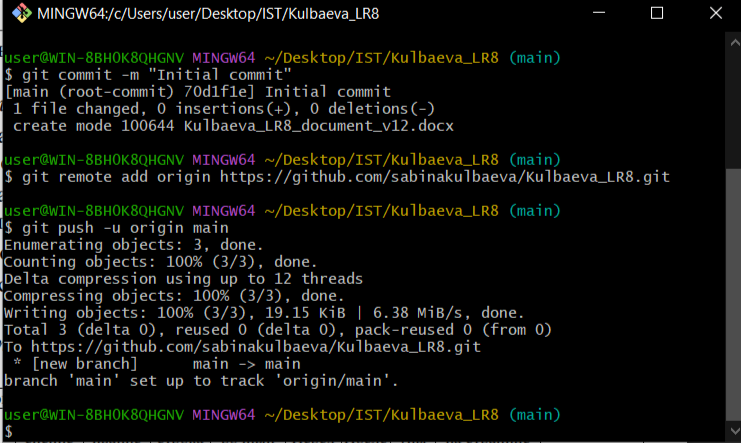 MINGW64:/c/Users/user/Desktop/IST/Kulbaeva_LR8
user@WIN-8BH0K8QHGNV MINGW64 ~/Desktop/IST/Kulbaeva_LR8 (main)
$ git commit -m "Initial commit"
[main (root-commit) 70d1f1e] Initial commit
 1 file changed, 0 insertions(+), 0 deletions(-)
 create mode 100644 Kulbaeva_LR8_document_v12.docx
user@WIN-8BH0K8QHGNV MINGW64 ~/Desktop/IST/Kulbaeva_LR8 (main)
$ git remote add origin https://github.com/sabinakulbaeva/Kulbaeva_LR8.git
user@WIN-8BH0K8QHGNV MINGW64 ~/Desktop/IST/Kulbaeva_LR8 (main)
$ git push -u origin main
Enumerating objects: 3, done.
Counting objects: 100% (3/3), done.
Delta compression using up to 12 threads
Compressing objects: 100% (3/3), done.
Writing objects: 100% (3/3), 19.15 KiB | 6.38 MiB/s, done.
Total 3 (delta 0), reused 0 (delta 0), pack-reused 0 (from 0)
To https://github.com/sabinakulbaeva/Kulbaeva_LR8.git
 * [new branch]      main -> main
branch 'main' set up to track 'origin/main'.
user@WIN-8BH0K8QHGNV MINGW64 ~/Desktop/IST/Kulbaeva_LR8 (main)
$